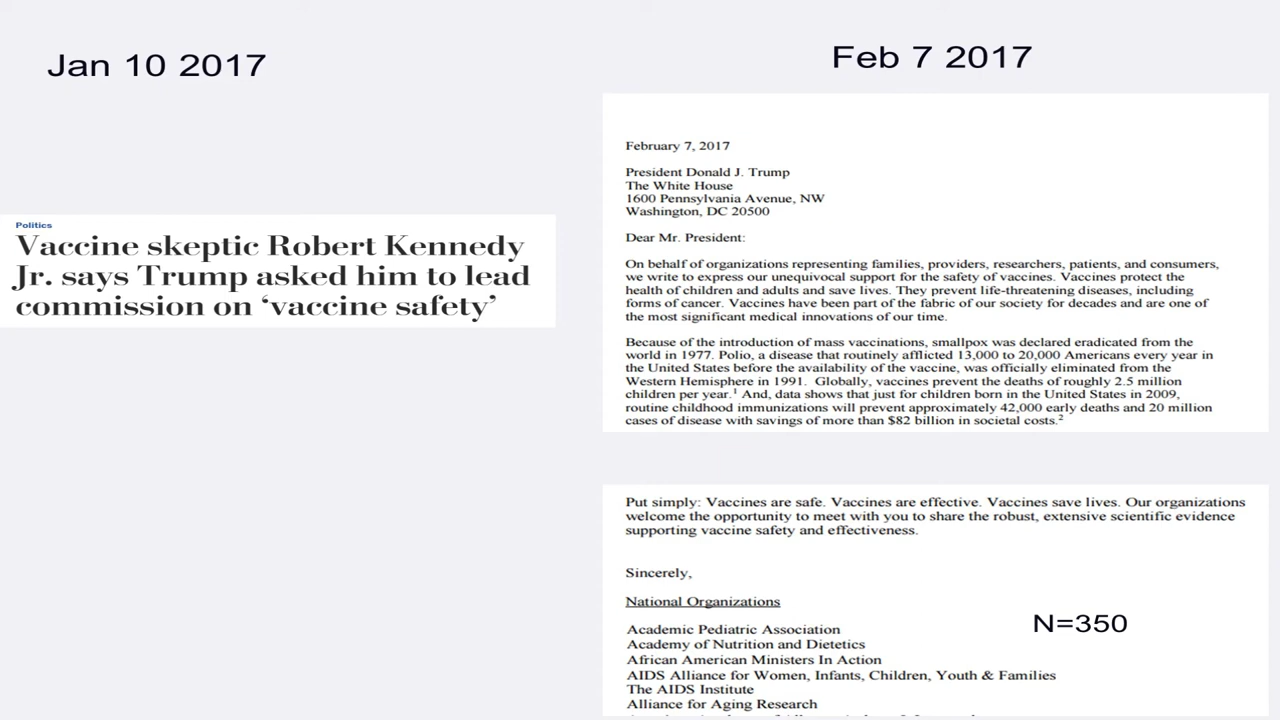 Jan 10 2017
Politics
Vaccine skeptic Robert Kennedy
Jr. says Trump asked him to lead
commission on ‘vaccine safety’
Feb 7 2017
February 7, 2017
President Donald J. Trump
The White House
1600 Pennsylvania Avenue, NW
Washington, DC 20500
Dear Mr. President:
On behalf of organizations representing families, providers, researchers, patients, and consumers,
we write to express our unequivocal support for the safety of vaccines. Vaccines protect the
health of children and adults and save lives. They prevent life-threatening diseases, including
forms of cancer. Vaccines have been part of the fabric of our society for decades and are one of
the most significant medical innovations of our time.
Because of the introduction of mass vaccinations, smallpox was declared eradicated from the
world in 1977. Polio, a disease that routinely afflicted 13,000 to 20,000 Americans every year in
the United States before the availability of the vaccine, was officially eliminated from the
Western Hemisphere in 1991. Globally, vaccines prevent the deaths of roughly 2.5 million
children per year.¹ And, data shows that just for children born in the United States in 2009,
routine childhood immunizations will prevent approximately 42,000 early deaths and 20 million
cases of disease with savings of more than $82 billion in societal costs.²
Put simply: Vaccines are safe. Vaccines are effective. Vaccines save lives. Our organizations
welcome the opportunity to meet with you to share the robust, extensive scientific evidence
supporting vaccine safety and effectiveness.
Sincerely,
National Organizations
N=350
Academic Pediatric Association
Academy of Nutrition and Dietetics
African American Ministers In Action
AIDS Alliance for Women, Infants, Children, Youth & Families
The AIDS Institute
Alliance for Aging Research